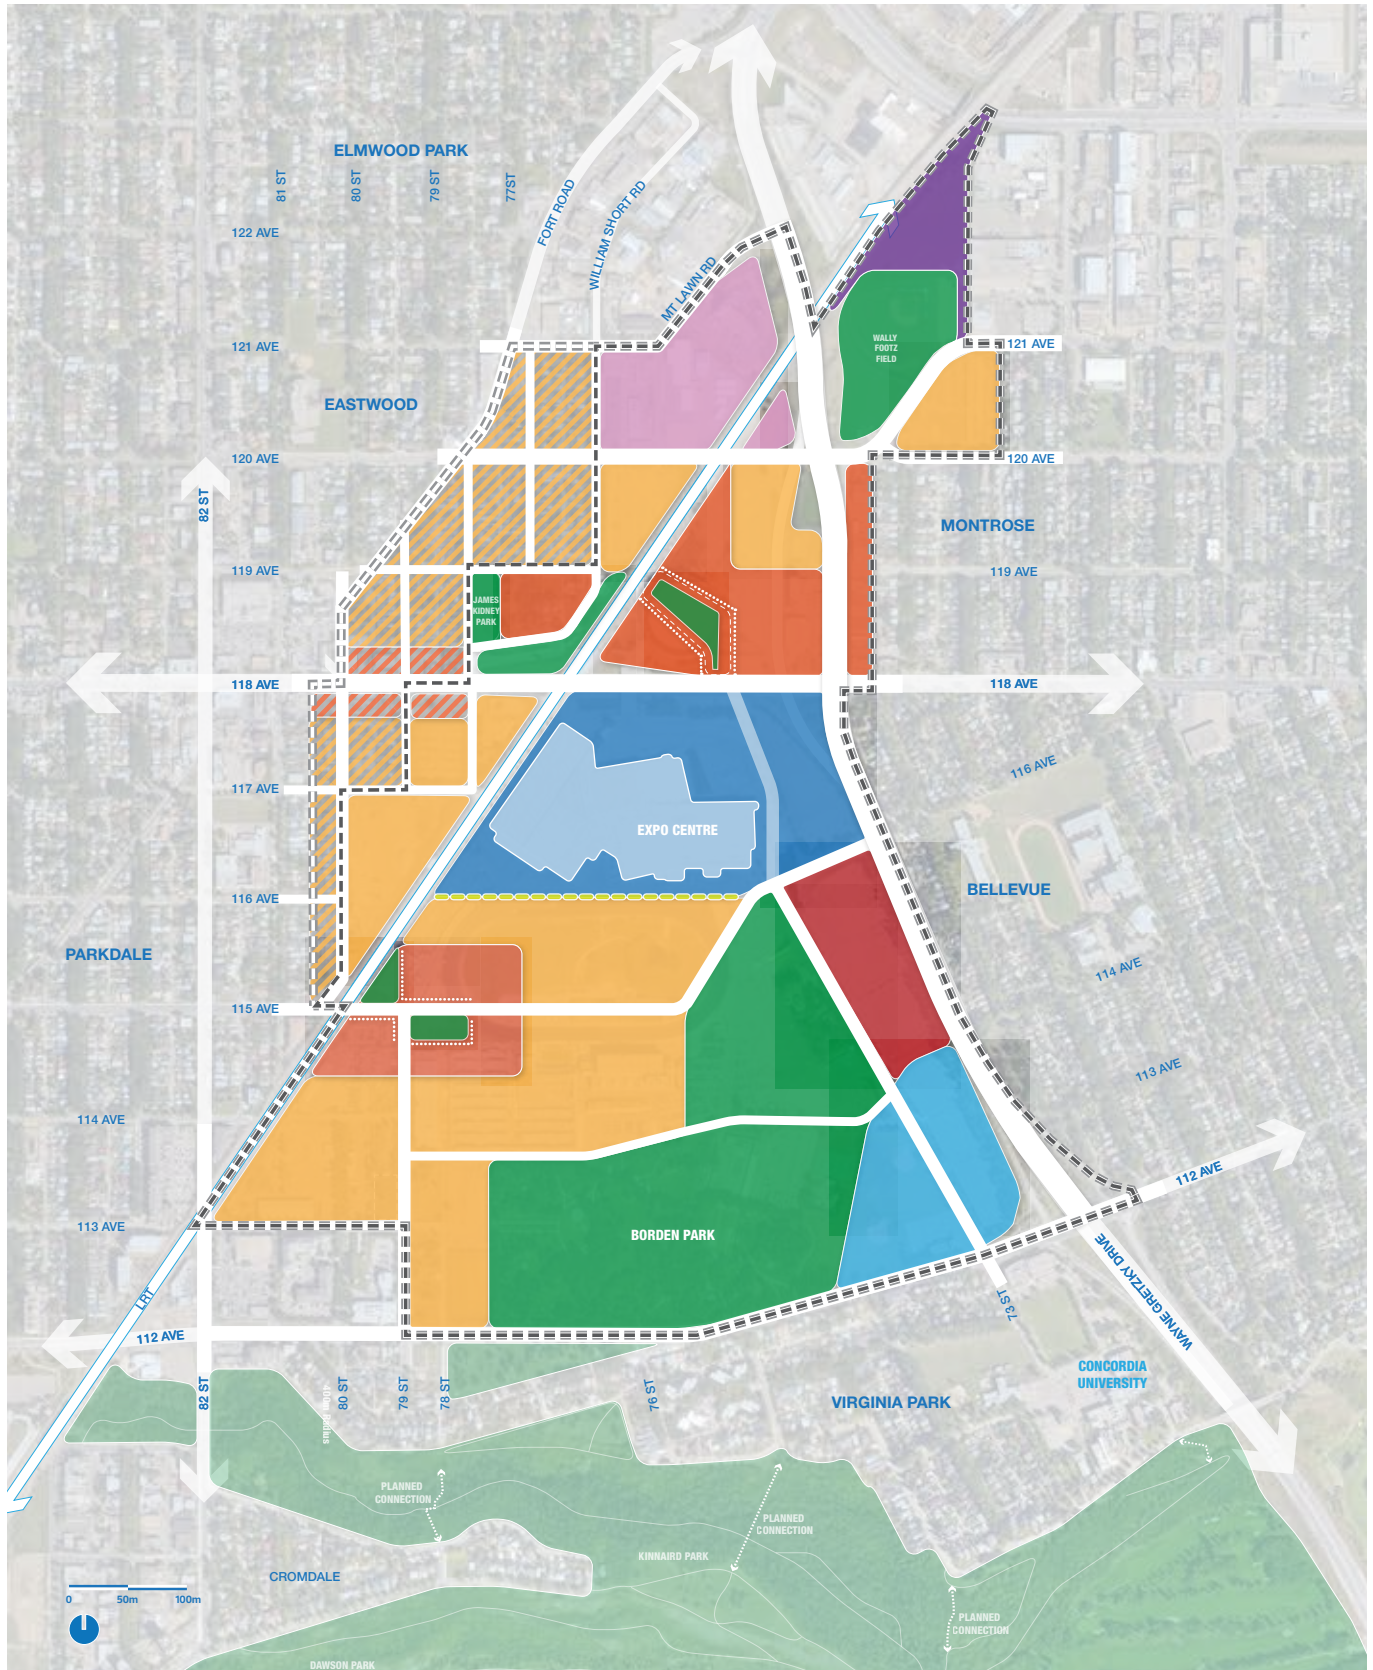 ELMWOOD PARK
81 ST
80 ST
79 ST
77ST
FORT ROAD
WILLIAM SHORT RD
122 AVE
MT LAWN RD
121 AVE
WALLY
FOOTZ
FIELD
121 AVE
EASTWOOD
120 AVE
120 AVE
82 ST
MONTROSE
119 AVE
119 AVE
JAMES
KIDNEY
PARK
118 AVE
118 AVE
116 AVE
117 AVE
EXPO CENTRE
BELLEVUE
116 AVE
PARKDALE
114 AVE
115 AVE
113 AVE
114 AVE
112 AVE
113 AVE
BORDEN PARK
WAYNE GRETZKY DRIVE
LRT
73 ST
112 AVE
CONCORDIA
UNIVERSITY
82 ST
400m Radius
80 ST
79 ST
78 ST
76 ST
VIRGINIA PARK
PLANNED
CONNECTION
PLANNED
CONNECTION
KINNAIRD PARK
CROMDALE
0 50m 100m
PLANNED
CONNECTION
DAWSON PARK